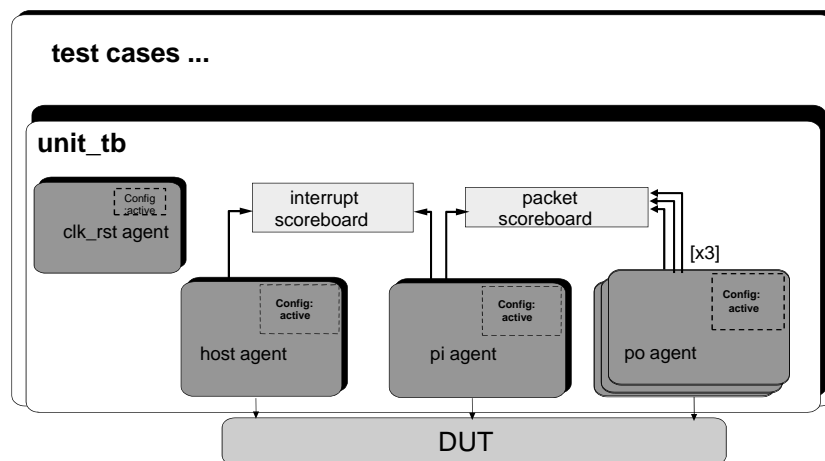 test cases ...
unit_tb
Config
:active
clk_rst agent
interrupt
scoreboard
packet
scoreboard
[x3]
Config:
active
host agent
Config:
active
pi agent
Config:
active
po agent
DUT